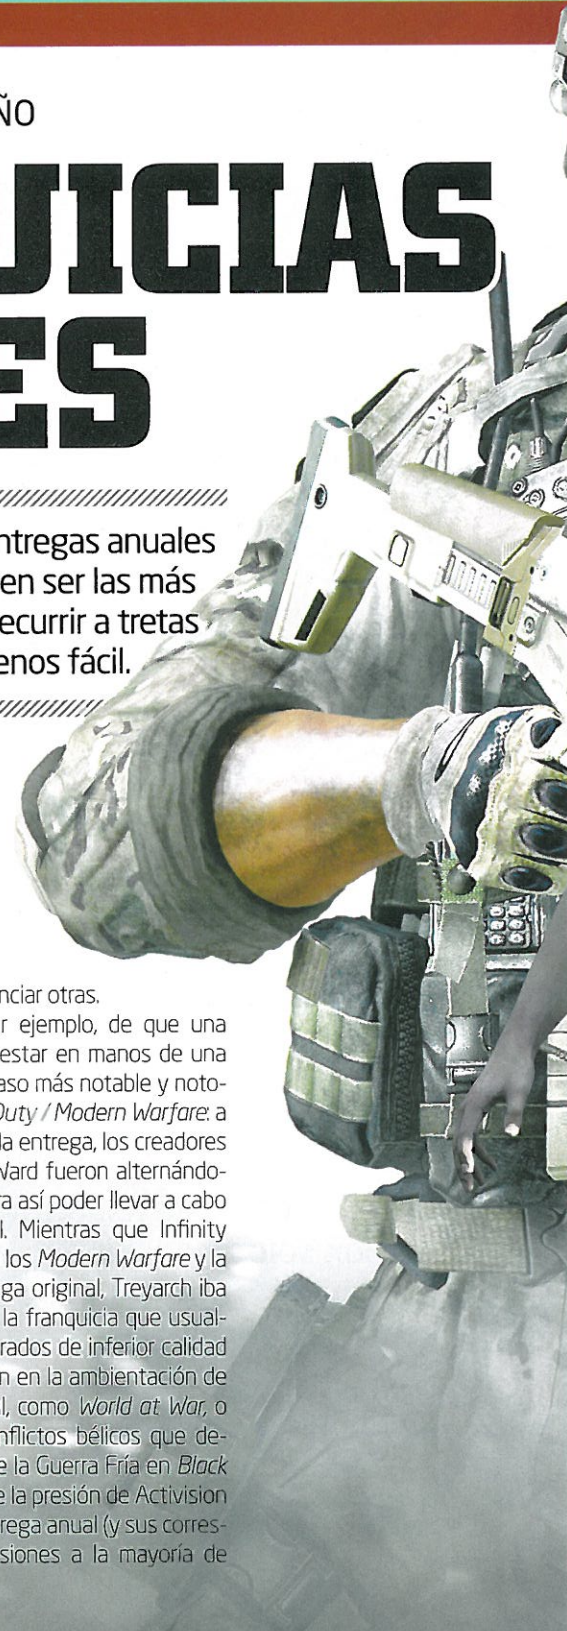 ÑO
UICIAS
ES
ntregas anuales
en ser las más
ecurrir a tretas
enos fácil.
nciar otras.
r ejemplo, de que una
estar en manos de una
aso más notable y noto-
Duty / Modern Warfare: a
da entrega, los creadores
Ward fueron alternándo-
ra así poder llevar a cabo
l. Mientras que Infinity
los Modern Warfare y la
ga original, Treyarch iba
la franquicia que usual-
rados de inferior calidad
n en la ambientación de
l, como World at War, o
nflictos bélicos que de-
e la Guerra Fría en Black
e la presión de Activision
rega anual (y sus corres-
siones a la mayoría de